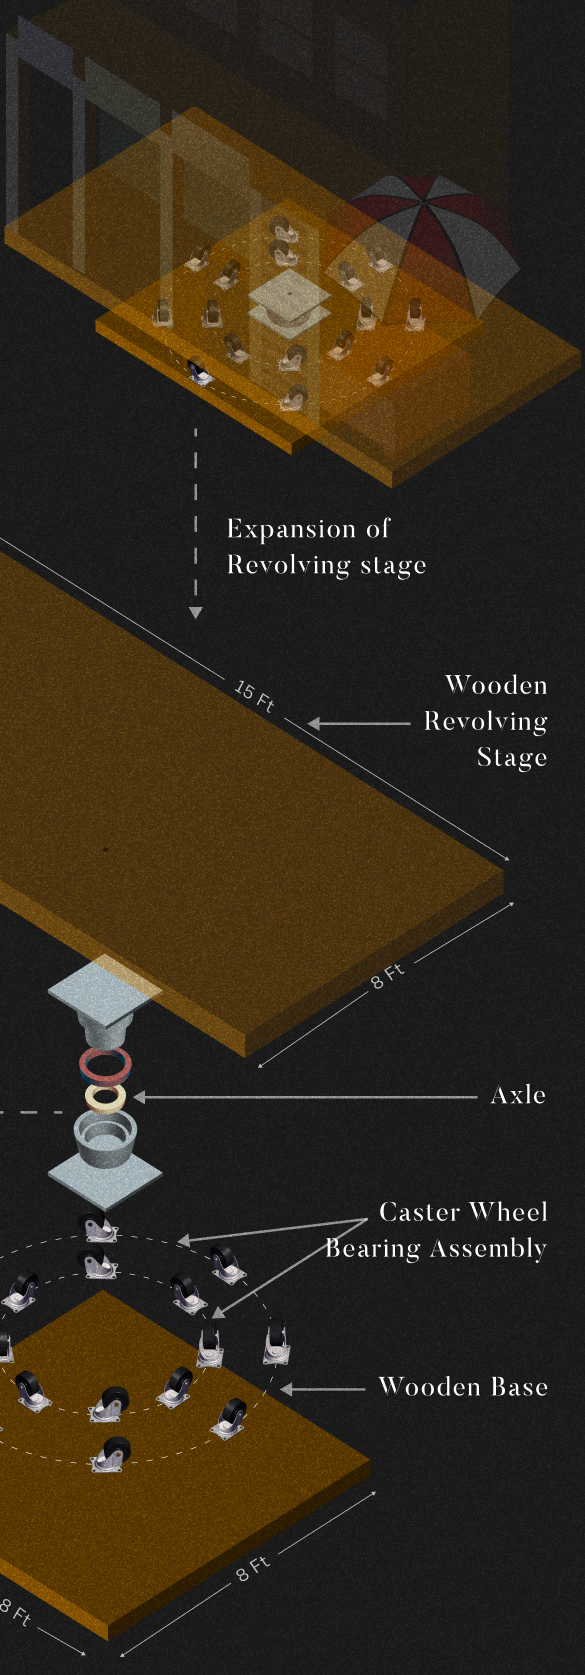 Expansion of
Revolving stage
15 Ft
Wooden
Revolving
Stage
8 Ft
Axle
Caster Wheel
Bearing Assembly
Wooden Base
8 Ft
8 Ft